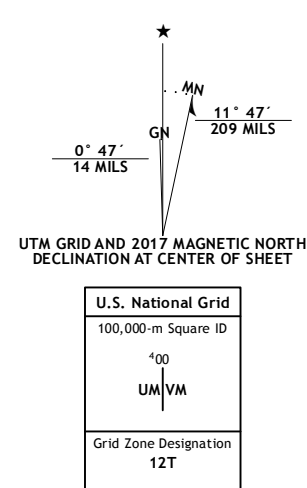 ★
MN
GN
11° 47´
209 MILS
0° 47´
14 MILS
UTM GRID AND 2017 MAGNETIC NORTH
DECLINATION AT CENTER OF SHEET
U.S. National Grid
100,000-m Square ID
⁴00
UM VM
Grid Zone Designation
12T